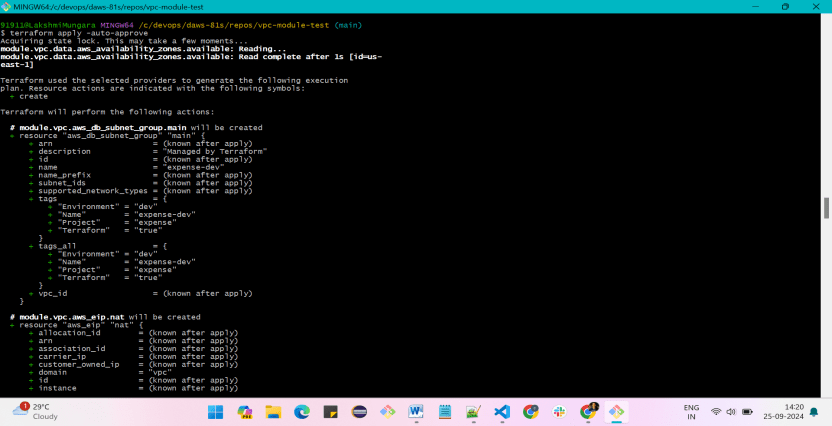 MINGW64:/c/devops/daws-81s/repos/vpc-module-test
91911@LakshmiMungara MINGW64 /c/devops/daws-81s/repos/vpc-module-test (main)
$ terraform apply -auto-approve
Acquiring state lock. This may take a few moments...
module.vpc.data.aws_availability_zones.available: Reading...
module.vpc.data.aws_availability_zones.available: Read complete after 1s [id=us-
east-1]
Terraform used the selected providers to generate the following execution
plan. Resource actions are indicated with the following symbols:
+ create
Terraform will perform the following actions:
# module.vpc.aws_db_subnet_group.main will be created
+ resource "aws_db_subnet_group" "main" {
+ arn = (known after apply)
+ description = "Managed by Terraform"
+ id = (known after apply)
+ name = "expense-dev"
+ name_prefix = (known after apply)
+ subnet_ids = (known after apply)
+ supported_network_types = (known after apply)
+ tags = {
+ "Environment" = "dev"
+ "Name" = "expense-dev"
+ "Project" = "expense"
+ "Terraform" = "true"
}
+ tags_all = {
+ "Environment" = "dev"
+ "Name" = "expense-dev"
+ "Project" = "expense"
+ "Terraform" = "true"
}
+ vpc_id = (known after apply)
}
# module.vpc.aws_eip.nat will be created
+ resource "aws_eip" "nat" {
+ allocation_id = (known after apply)
+ arn = (known after apply)
+ association_id = (known after apply)
+ carrier_ip = (known after apply)
+ customer_owned_ip = (known after apply)
+ domain = "vpc"
+ id = (known after apply)
+ instance = (known after apply)
1
29°C
Cloudy
PRE
ENG
IN
14:20
25-09-2024